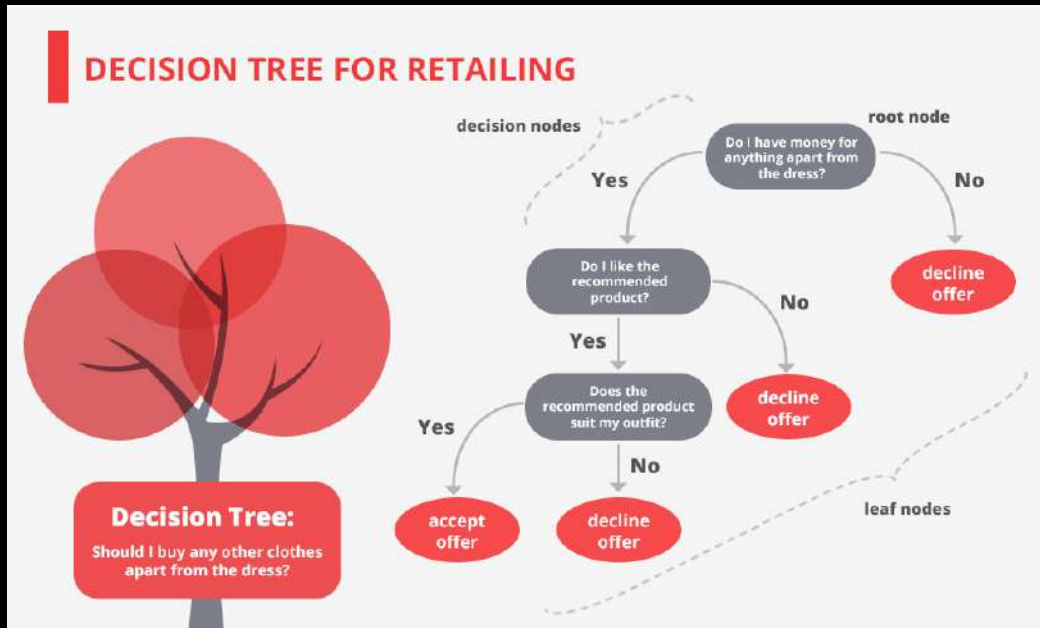 DECISION TREE FOR RETAILING
decision nodes
root node
Do I have money for
anything apart from
the dress?
Yes
No
Do I like the
recommended
product?
decline
offer
No
Yes
Does the
recommended product
suit my outfit?
decline
offer
Yes
No
accept
offer
decline
offer
leaf nodes
Decision Tree:
Should I buy any other clothes
apart from the dress?